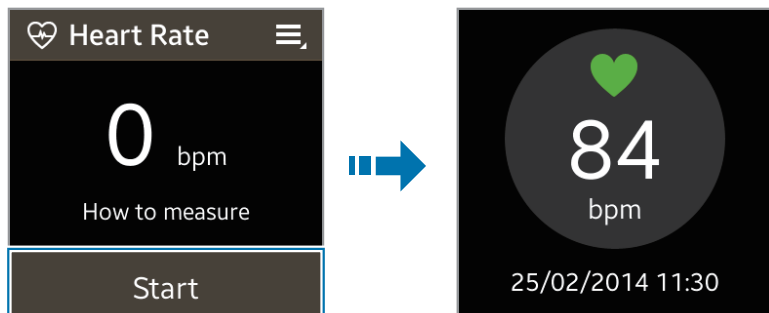 Heart Rate
0 bpm
How to measure
Start
84
bpm
25/02/2014 11:30